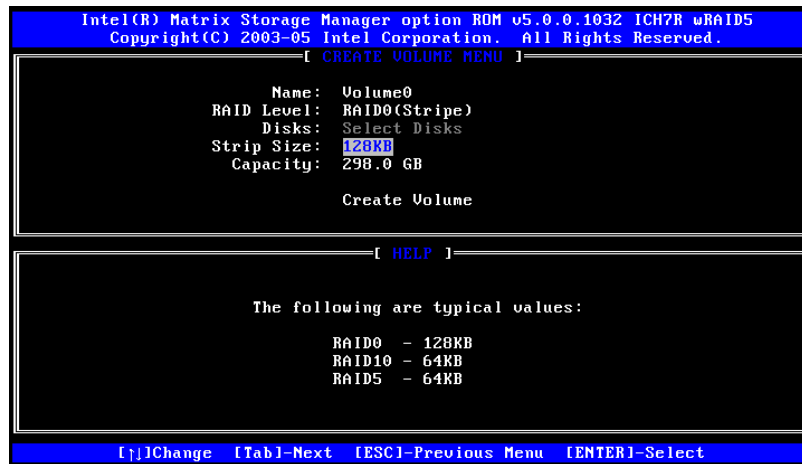 Intel(R) Matrix Storage Manager option ROM v5.0.0.1032 ICH7R wRAID5
Copyright(C) 2003-05 Intel Corporation. All Rights Reserved.
[ CREATE VOLUME MENU ]
Name: Volume0
RAID Level: RAID0(Stripe)
Disks: Select Disks
Strip Size: 128KB
Capacity: 298.0 GB
Create Volume
[ HELP ]
The following are typical values:
RAID0 - 128KB
RAID10 - 64KB
RAID5 - 64KB
[↑↓]Change [Tab]-Next [ESC]-Previous Menu [ENTER]-Select